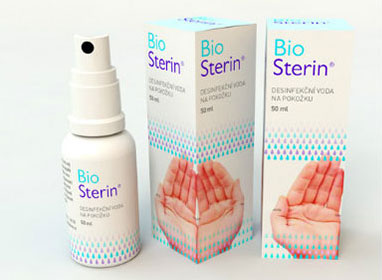 Bio
Sterin®
DESINFEKČNÍ VODA
NA POKOŽKU
50 ml
Bio
Sterin®
DESINFEKČNÍ VODA
NA POKOŽKU
50 ml
Bio
Sterin®
DESINFEKČNÍ VODA
NA POKOŽKU
50 ml